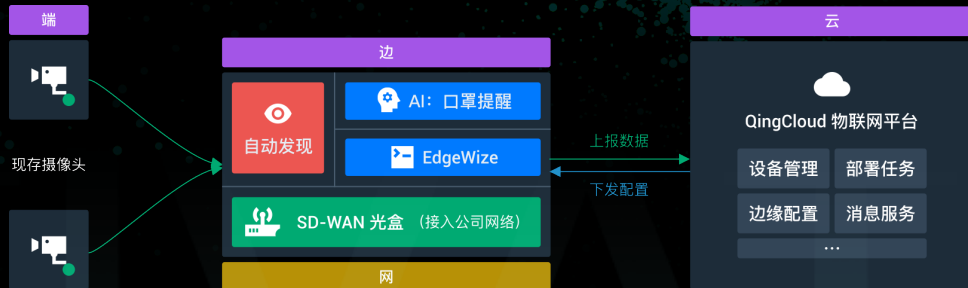 端
现存摄像头
边
自动发现
AI：口罩提醒
EdgeWize
SD-WAN 光盒（接入公司网络）
网
上报数据
下发配置
云
QingCloud 物联网平台
设备管理
部署任务
边缘配置
消息服务
...